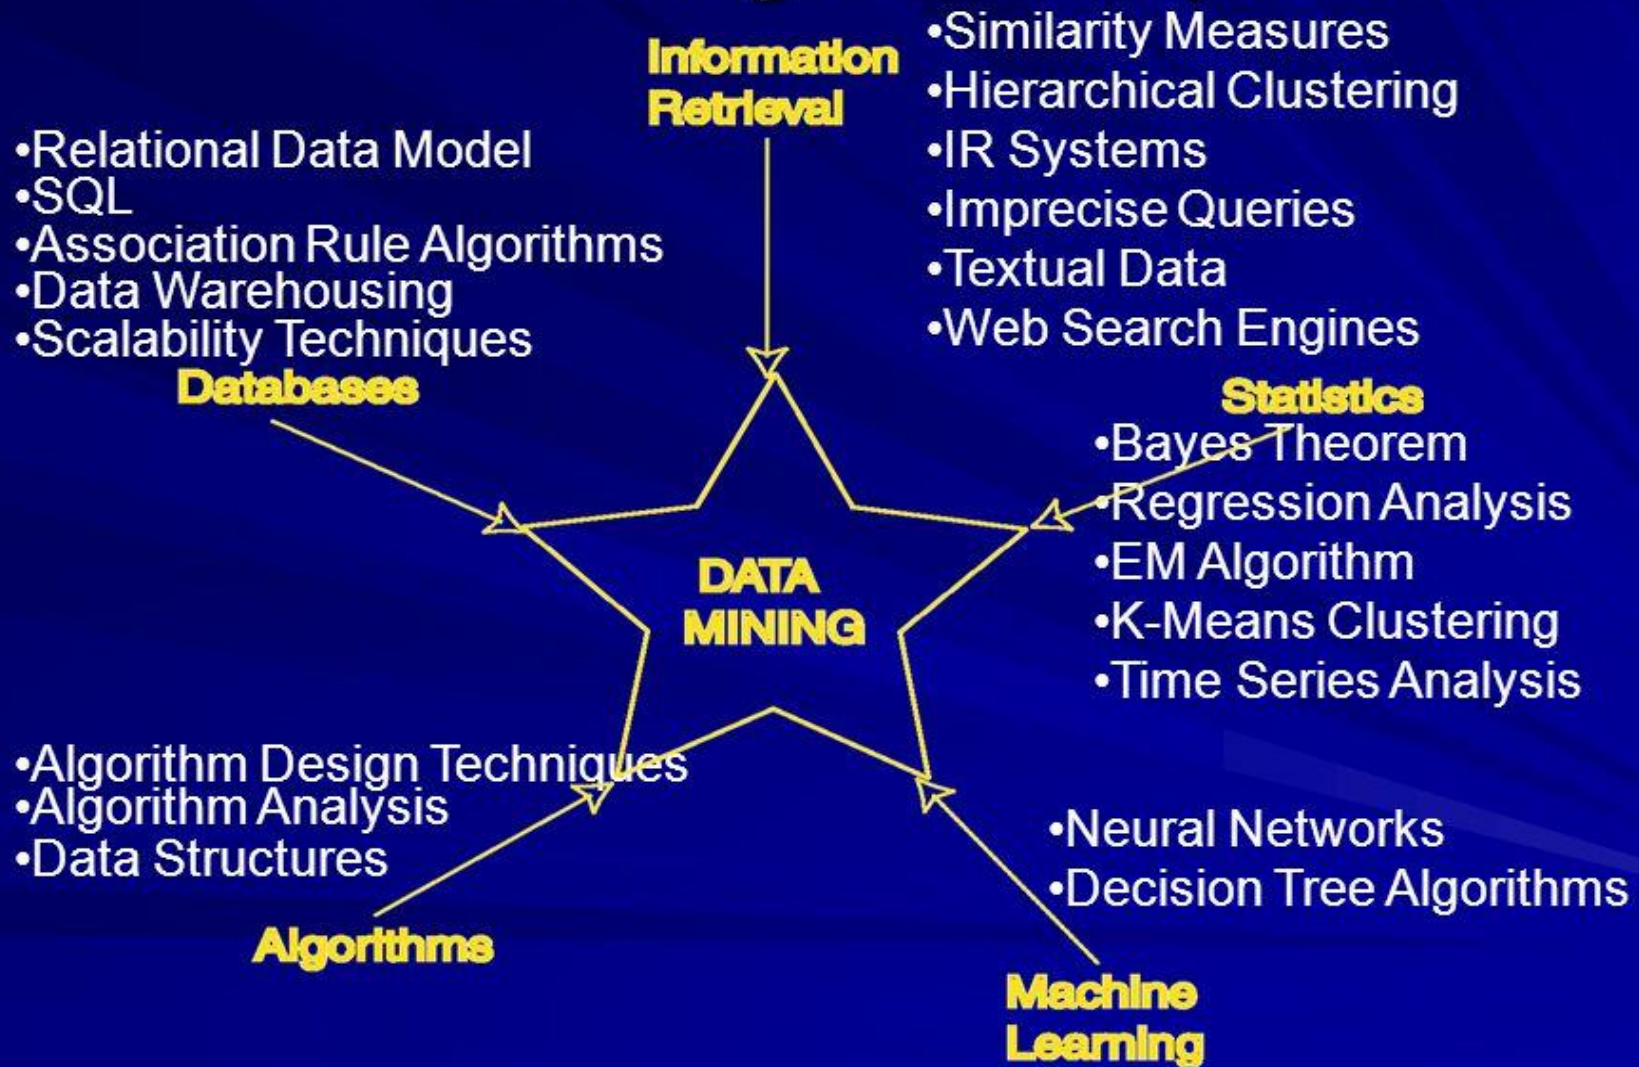 Information
Retrieval
•Similarity Measures
•Hierarchical Clustering
•IR Systems
•Imprecise Queries
•Textual Data
•Web Search Engines
•Relational Data Model
•SQL
•Association Rule Algorithms
•Data Warehousing
•Scalability Techniques
Databases
Statistics
•Bayes Theorem
•Regression Analysis
•EM Algorithm
•K-Means Clustering
•Time Series Analysis
DATA
MINING
•Algorithm Design Techniques
•Algorithm Analysis
•Data Structures
Algorithms
•Neural Networks
•Decision Tree Algorithms
Machine
Learning